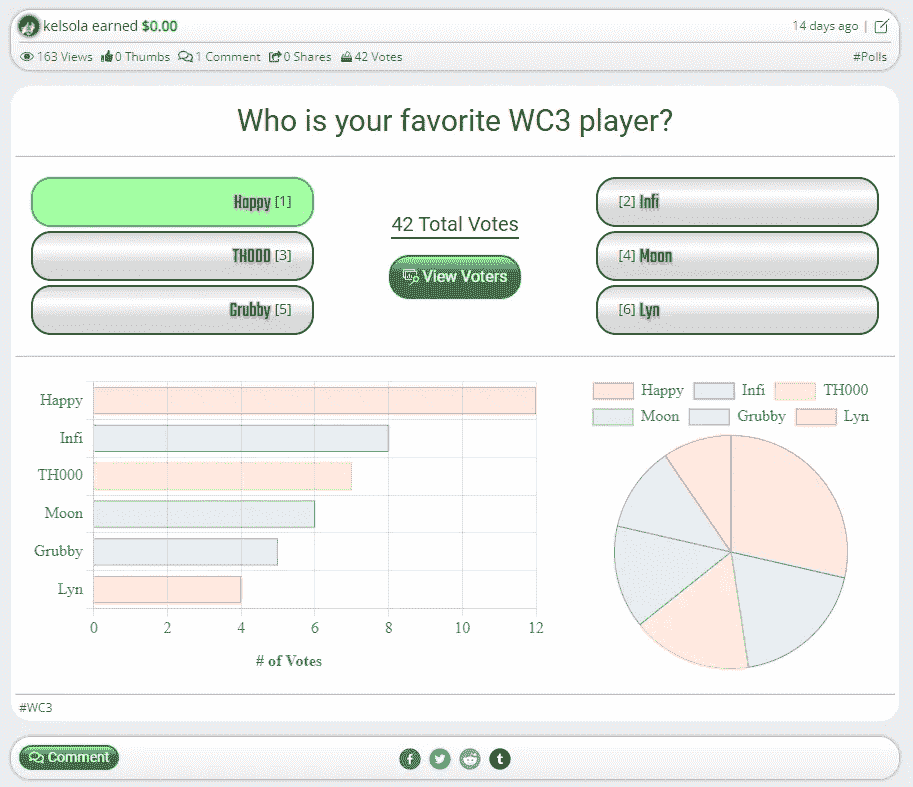 kelsola earned $0.00
14 days ago |
163 Views 0 Thumbs 1 Comment 0 Shares 42 Votes
#Polls
Who is your favorite WC3 player?
Happy [1]
[2] Infi
42 Total Votes
TH000 [3]
[4] Moon
View Voters
Grubby [5]
[6] Lyn
Happy
Infi
TH000
Moon
Grubby
Lyn
0 2 4 6 8 10 12
# of Votes
Happy Infi TH000
Moon Grubby Lyn
#WC3
Comment